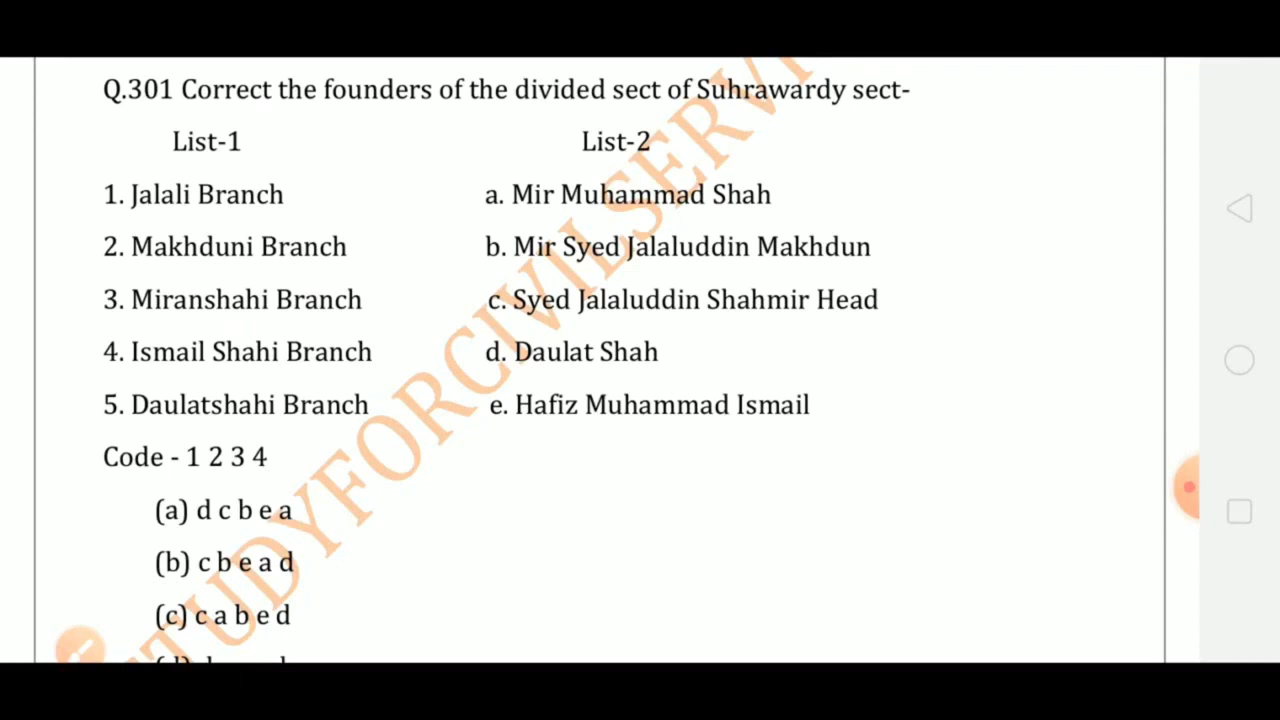 Q.301 Correct the founders of the divided sect of Suhrawardy sect-
List-1 List-2
1. Jalali Branch a. Mir Muhammad Shah
2. Makhduni Branch b. Mir Syed Jalaluddin Makhdun
3. Miranshahi Branch c. Syed Jalaluddin Shahmir Head
4. Ismail Shahi Branch d. Daulat Shah
5. Daulatshahi Branch e. Hafiz Muhammad Ismail
Code - 1 2 3 4
(a) d c b e a
(b) c b e a d
(c) c a b e d
STUDYFORCIVILSERVI